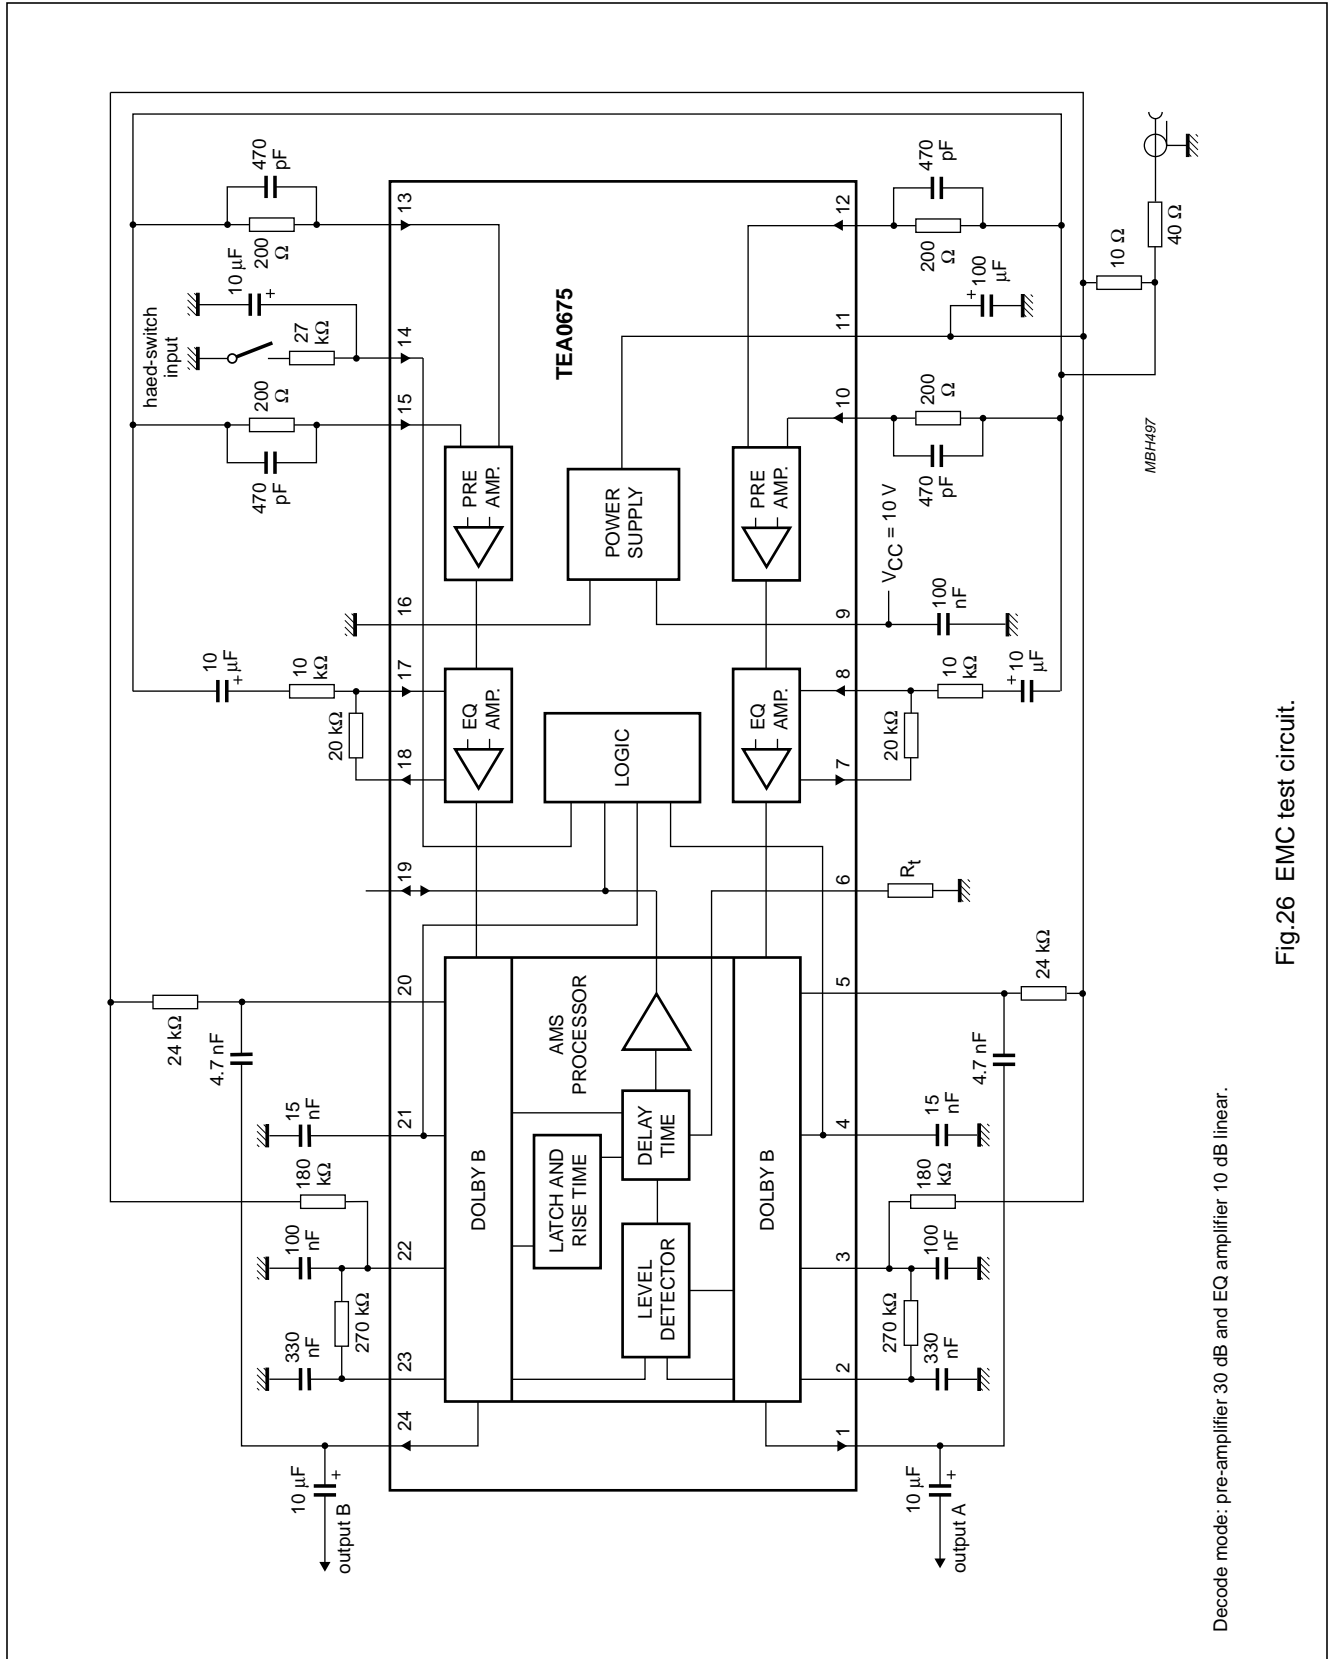 10 µF
+
output B
330
nF
270 kΩ
100
nF
180
kΩ
15
nF
4.7 nF
24 kΩ
20 kΩ
10
µF
+
10
kΩ
470
pF
200
Ω
haed-switch
input
27
kΩ
10 µF
+
200
Ω
470
pF
24
23
22
21
20
19
18
17
16
15
14
13
DOLBY B
EQ
AMP.
PRE
AMP.
LATCH AND
RISE TIME
AMS
PROCESSOR
LEVEL
DETECTOR
DELAY
TIME
LOGIC
POWER
SUPPLY
TEA0675
DOLBY B
EQ
AMP.
PRE
AMP.
1
2
3
4
5
6
7
8
9
10
11
12
10 µF
+
output A
330
nF
270 kΩ
100
nF
180
kΩ
15
nF
4.7 nF
24 kΩ
Rt
20 kΩ
10
kΩ
+
10
µF
VCC = 10 V
100
nF
470
pF
200
Ω
+
100
µF
200
Ω
470
pF
10 Ω
40 Ω
MBH497
Decode mode: pre-amplifier 30 dB and EQ amplifier 10 dB linear.
Fig.26 EMC test circuit.